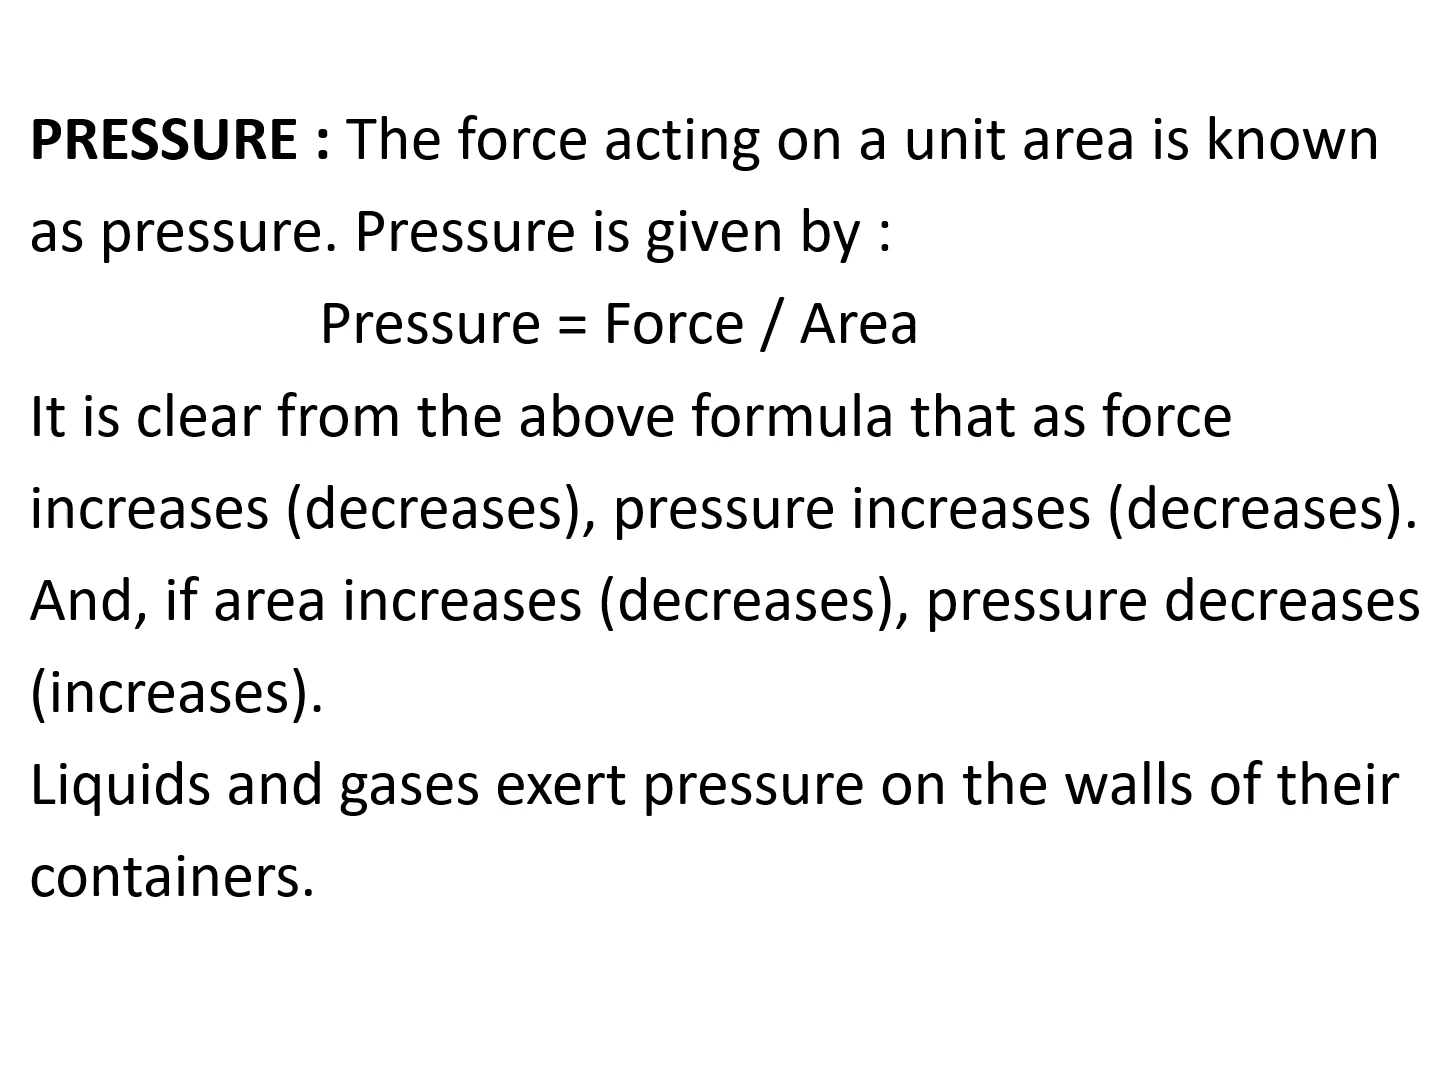 PRESSURE : The force acting on a unit area is known
as pressure. Pressure is given by :
Pressure = Force / Area
It is clear from the above formula that as force
increases (decreases), pressure increases (decreases).
And, if area increases (decreases), pressure decreases
(increases).
Liquids and gases exert pressure on the walls of their
containers.